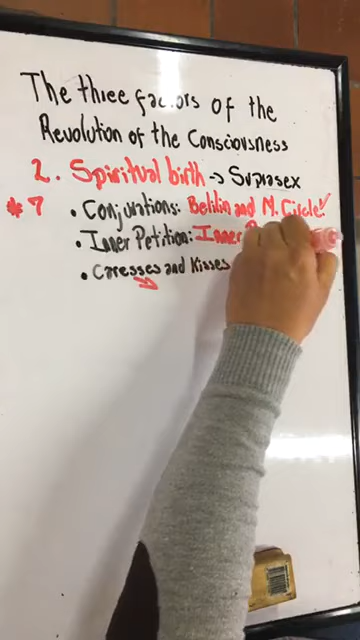 The three factors of the
Revolution of the Consciousness
2. Spiritual birth → Suprasex
* 7 • Conjurations: Belilin and M. Circle.
• Inner Petition: Inner
• Caresses and Kisses